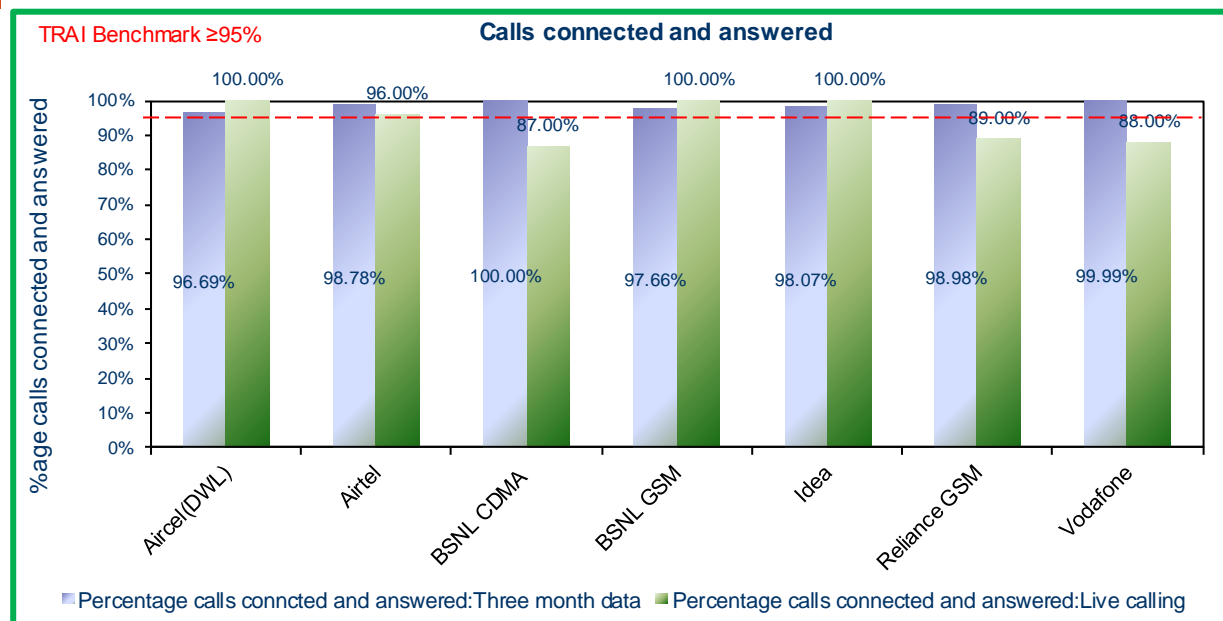 TRAI Benchmark ≥95%
Calls connected and answered
%age calls connected and answered
100%
90%
80%
70%
60%
50%
40%
30%
20%
10%
0%
100.00%
96.00%
87.00%
100.00%
100.00%
89.00%
88.00%
96.69%
98.78%
100.00%
97.66%
98.07%
98.98%
99.99%
Aircel(DWL)
Airtel
BSNL CDMA
BSNL GSM
Idea
Reliance GSM
Vodafone
Percentage calls conncted and answered:Three month data
Percentage calls connected and answered:Live calling